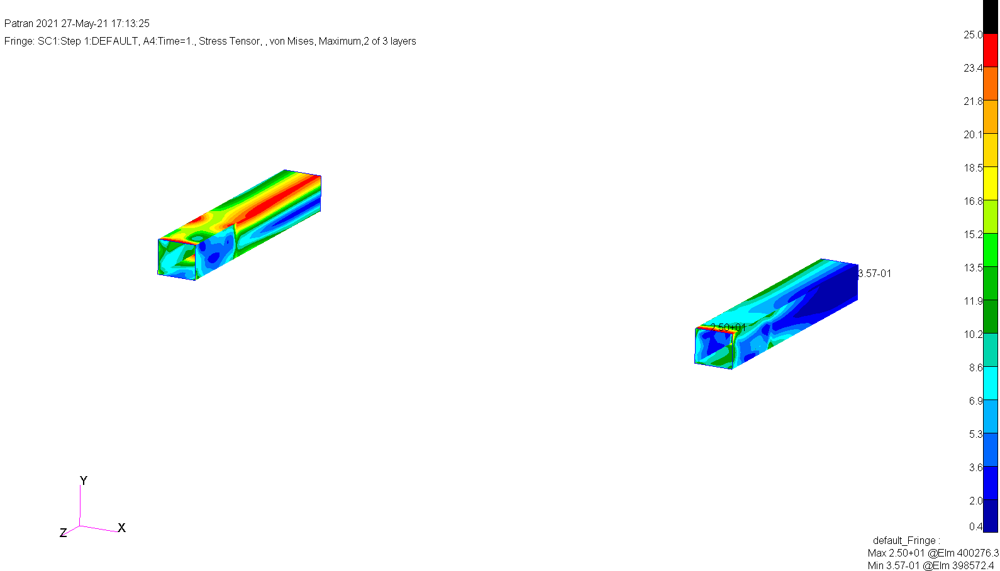 Patran 2021 27-May-21 17:13:25
Fringe: SC1:Step 1:DEFAULT, A4:Time=1., Stress Tensor, , von Mises, Maximum,2 of 3 layers
25.0
23.4
21.8
20.1
18.5
16.8
15.2
13.5
11.9
10.2
8.6
6.9
5.3
3.6
2.0
0.4
3.57-01
2.50+01
Y
Z
X
default_Fringe :
Max 2.50+01 @Elm 400276.3
Min 3.57-01 @Elm 398572.4